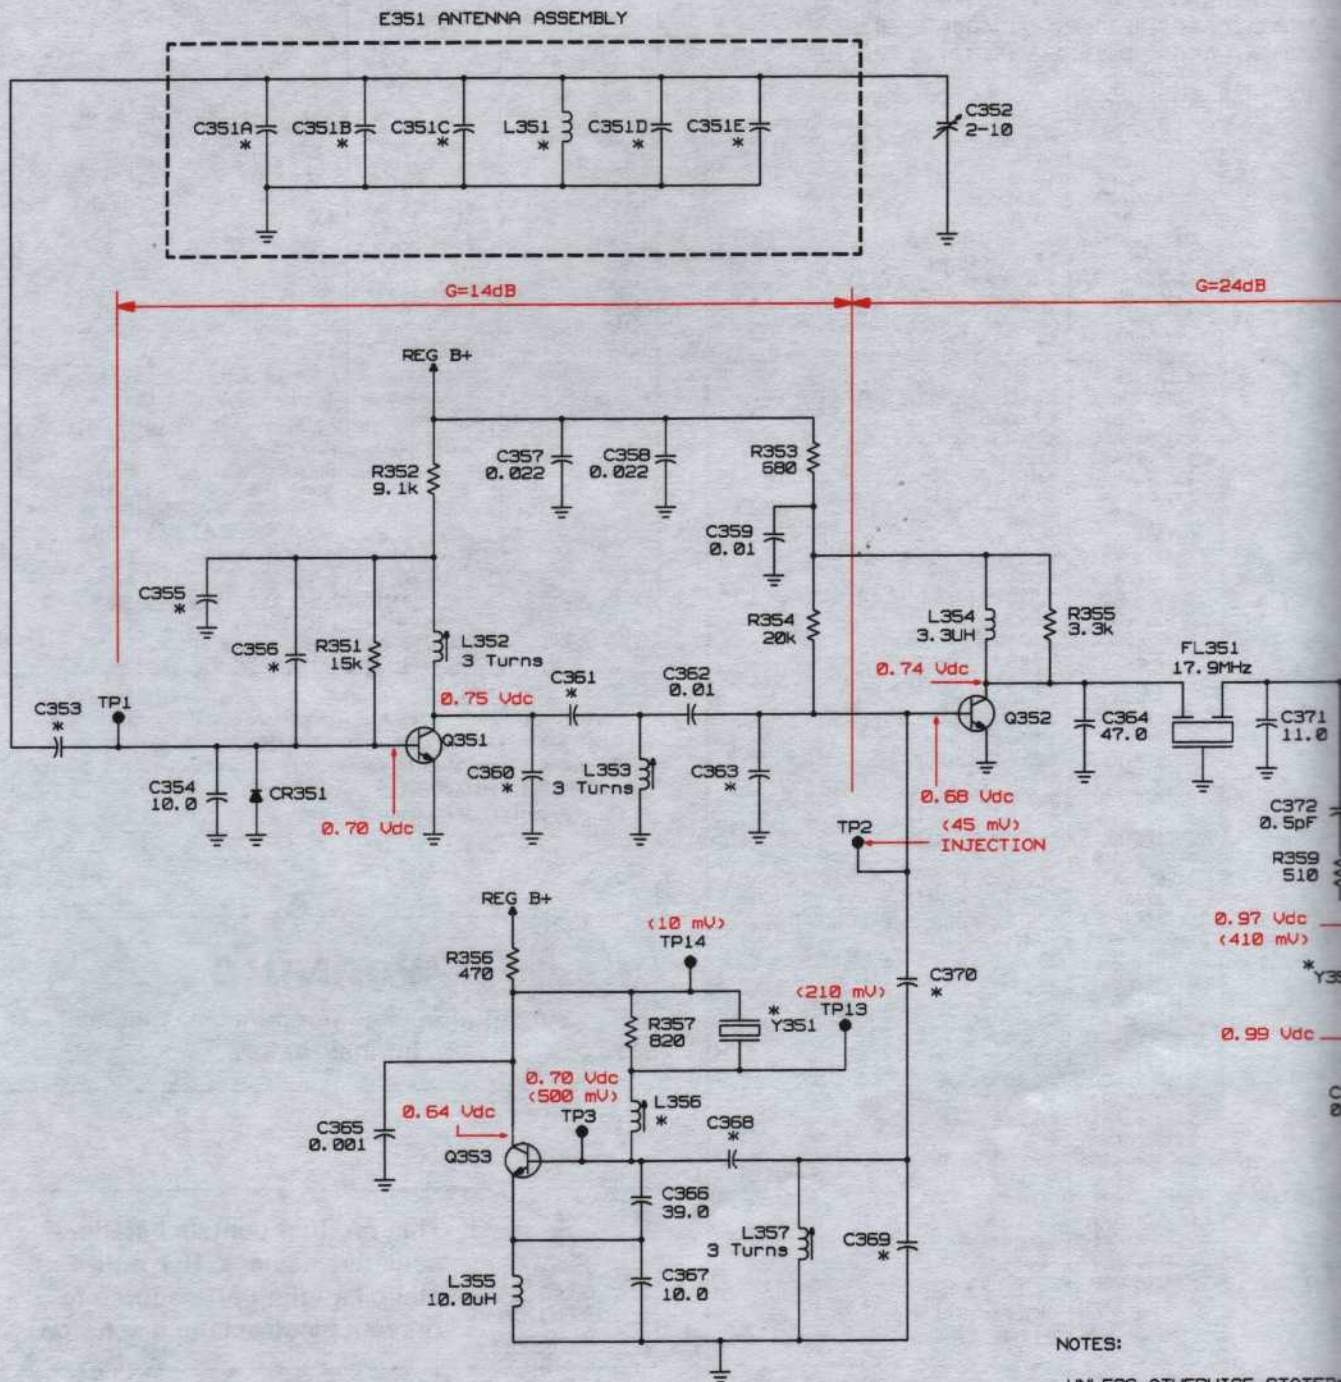 E351 ANTENNA ASSEMBLY
C351A
*
C351B
*
C351C
*
L351
*
C351D
*
C351E
*
C352
2-10
G=14dB
G=24dB
REG B+
R352
9.1k
C357
0.022
C358
0.022
R353
680
C359
0.01
C355
*
C356
*
R351
15k
L352
3 Turns
R354
20k
L354
3.3UH
R355
3.3k
FL351
17.9MHz
0.74 Vdc
0.75 Vdc
C361
*
C362
0.01
C353
*
TP1
Q351
Q352
C364
47.0
C371
11.0
C354
10.0
CR351
C360
*
L353
3 Turns
C363
*
0.70 Vdc
0.68 Vdc
(45 mV)
INJECTION
TP2
C372
0.5pF
R359
510
REG B+
(10 mV)
TP14
R356
470
0.97 Vdc
(410 mV)
C370
*
*
Y35
(210 mV)
TP13
R357
820
*
Y351
0.99 Vdc
0.70 Vdc
(500 mV)
TP3
L356
*
C368
*
0.64 Vdc
C365
0.001
Q353
C
0
C366
39.0
L357
3 Turns
C369
*
L355
10.0uH
C367
10.0
NOTES: